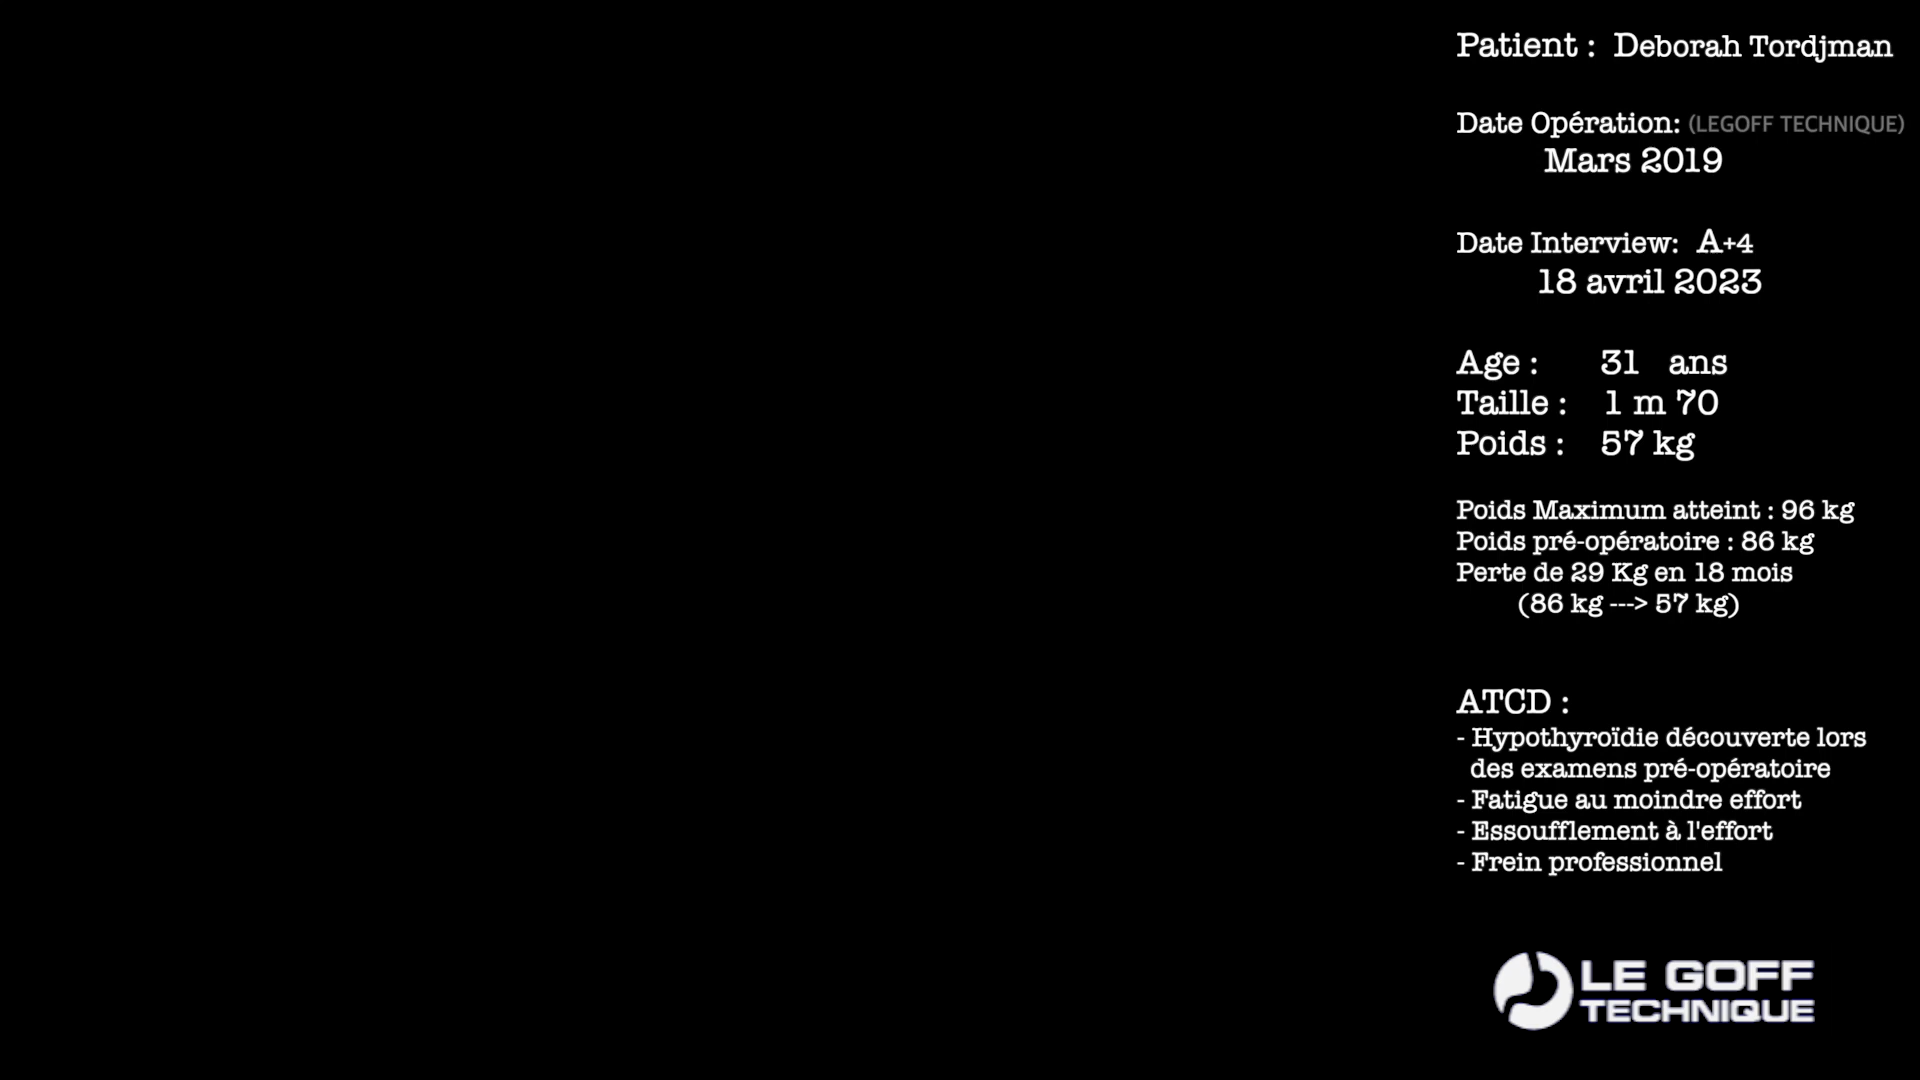 Patient : Deborah Tordjman
Date Opération: (LEGOFF TECHNIQUE)
Mars 2019
Date Interview: A+4
18 avril 2023
Age : 31 ans
Taille : 1 m 70
Poids : 57 kg
Poids Maximum atteint : 96 kg
Poids pré-opératoire : 86 kg
Perte de 29 Kg en 18 mois
(86 kg ---> 57 kg)
ATCD :
- Hypothyroïdie découverte lors
des examens pré-opératoire
- Fatigue au moindre effort
- Essoufflement à l'effort
- Frein professionnel
LE GOFF
TECHNIQUE